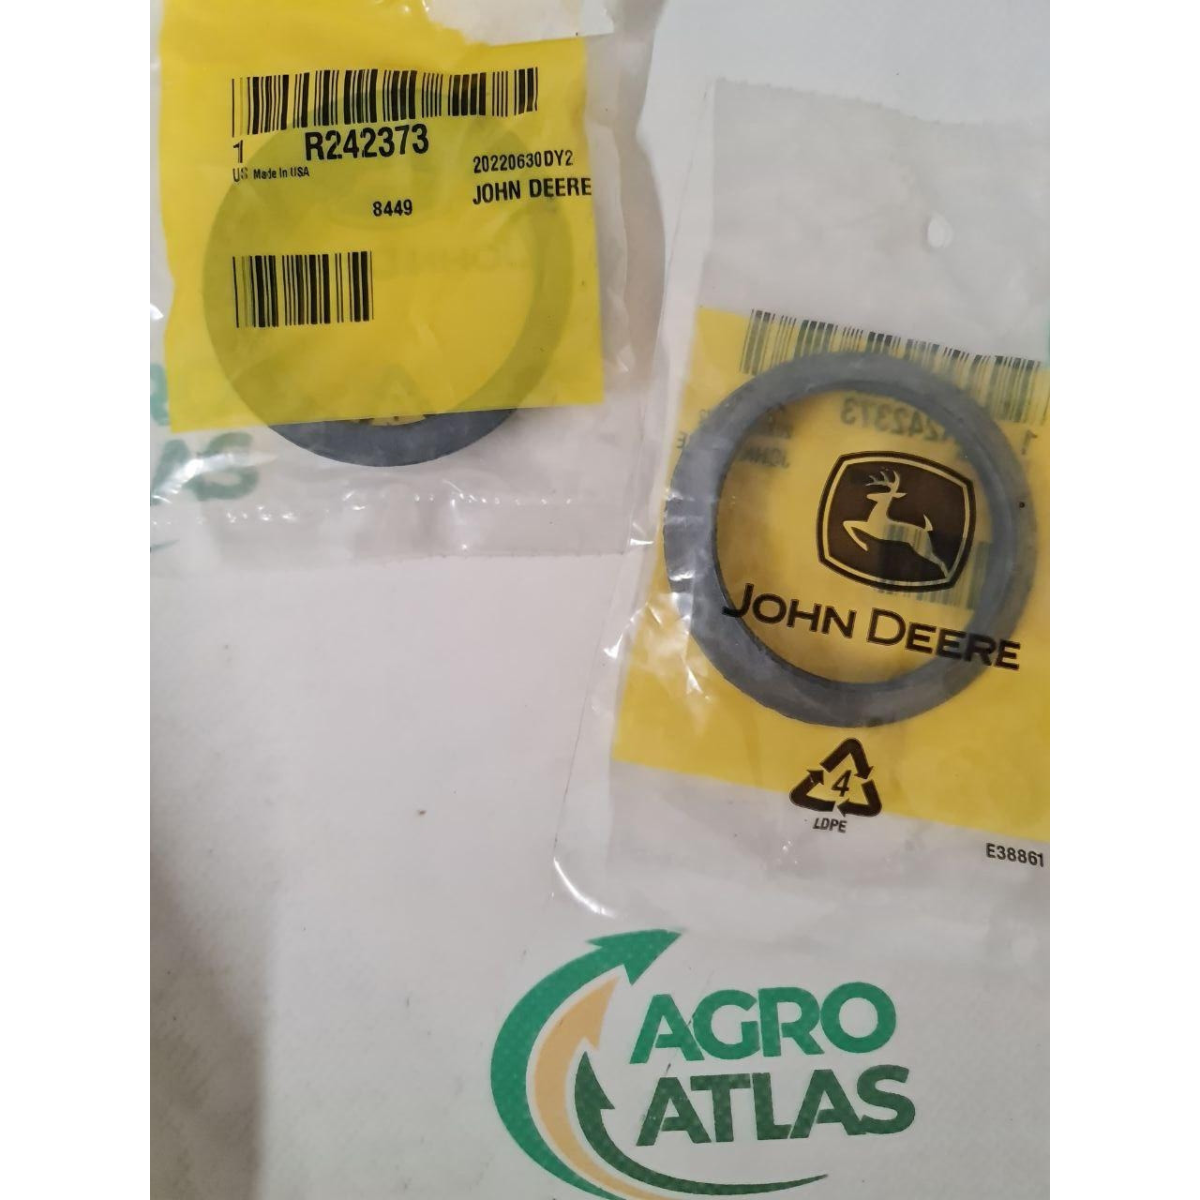 1 R242373
US Made In USA
20220630DY2
8449
JOHN DEERE
JOHN DEERE
4
LDPE
E38861
AGRO
ATLAS